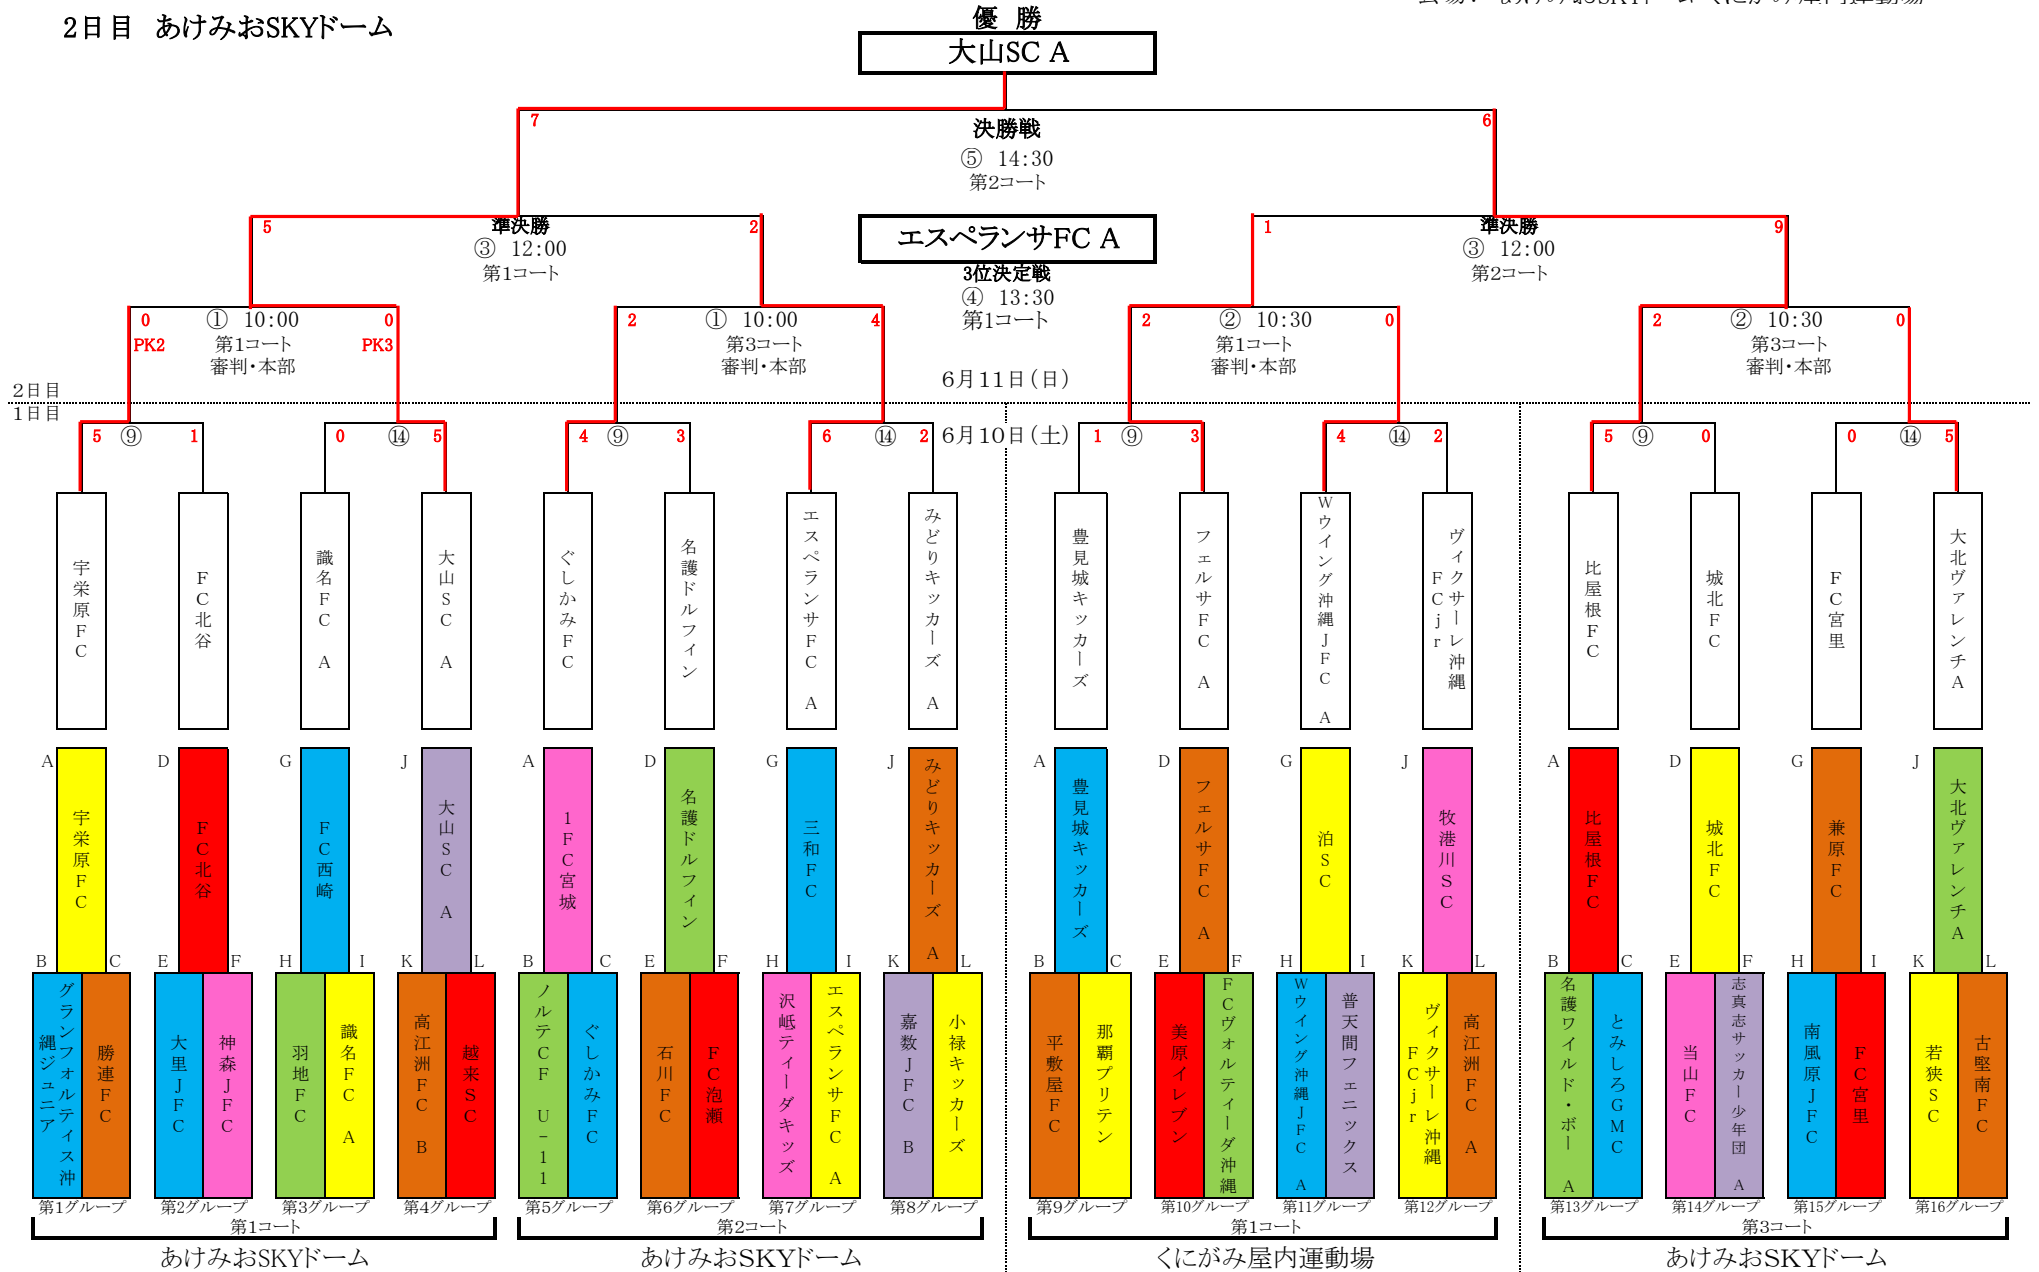 2日目 あけみおSKYドーム
優 勝
大山SC A
7
6
決勝戦
⑤ 14:30
第2コート
5
2
準決勝
③ 12:00
第1コート
エスペランサFC A
3位決定戦
④ 13:30
第1コート
1
9
準決勝
③ 12:00
第2コート
0
0
① 10:00
PK2
PK3
第1コート
審判・本部
2
4
① 10:00
第3コート
審判・本部
2
0
② 10:30
第1コート
審判・本部
2
0
② 10:30
第3コート
審判・本部
6月11日(日)
2日目
1日目
6月10日(土)
5 ⑨ 1
0 ⑭ 5
4 ⑨ 3
6 ⑭ 2
1 ⑨ 3
4 ⑭ 2
5 ⑨ 0
0 ⑭ 5
宇栄原FC
FC北谷
識名FC A
大山SC A
ぐしかみFC
名護ドルフィン
エスペランサFC A
みどりキッカーズ A
豊見城キッカーズ
フェルサFC A
Wウイング沖縄JFC A
ヴィクサーレ沖縄
FCjr
比屋根FC
城北FC
FC宮里
大北ヴァレンチA
A
宇栄原FC
D
FC北谷
G
FC西崎
J
大山SC A
A
1FC宮城
D
名護ドルフィン
G
三和FC
J
みどりキッカーズ A
A
豊見城キッカーズ
D
フェルサFC A
G
泊SC
J
牧港川SC
A
比屋根FC
D
城北FC
G
兼原FC
J
大北ヴァレンチA
B
グランフォルティス沖
縄ジュニア
C
勝連FC
E
大里JFC
F
神森JFC
H
羽地FC
I
識名FC A
K
高江洲FC B
L
越来SC
B
ノルテCF U-11
C
ぐしかみFC
E
石川FC
F
FC泡瀬
H
沢岻ティーダキッズ
I
エスペランサFC A
K
嘉数JFC B
L
小禄キッカーズ
B
平敷屋FC
C
那覇プリテン
E
美原イレブン
F
FCヴォルティーダ沖縄
H
Wウイング沖縄JFC A
I
普天間フェニックス
K
ヴィクサーレ沖縄
FCjr
L
高江洲FC A
B
名護ワイルド・ボー A
C
とみしろGMC
E
当山FC
F
志真志サッカー少年団 A
H
南風原JFC
I
FC宮里
K
若狭SC
L
古堅南FC
第1グループ
第2グループ
第3グループ
第4グループ
第5グループ
第6グループ
第7グループ
第8グループ
第9グループ
第10グループ
第11グループ
第12グループ
第13グループ
第14グループ
第15グループ
第16グループ
第1コート
第2コート
第1コート
第3コート
あけみおSKYドーム
あけみおSKYドーム
くにがみ屋内運動場
あけみおSKYドーム